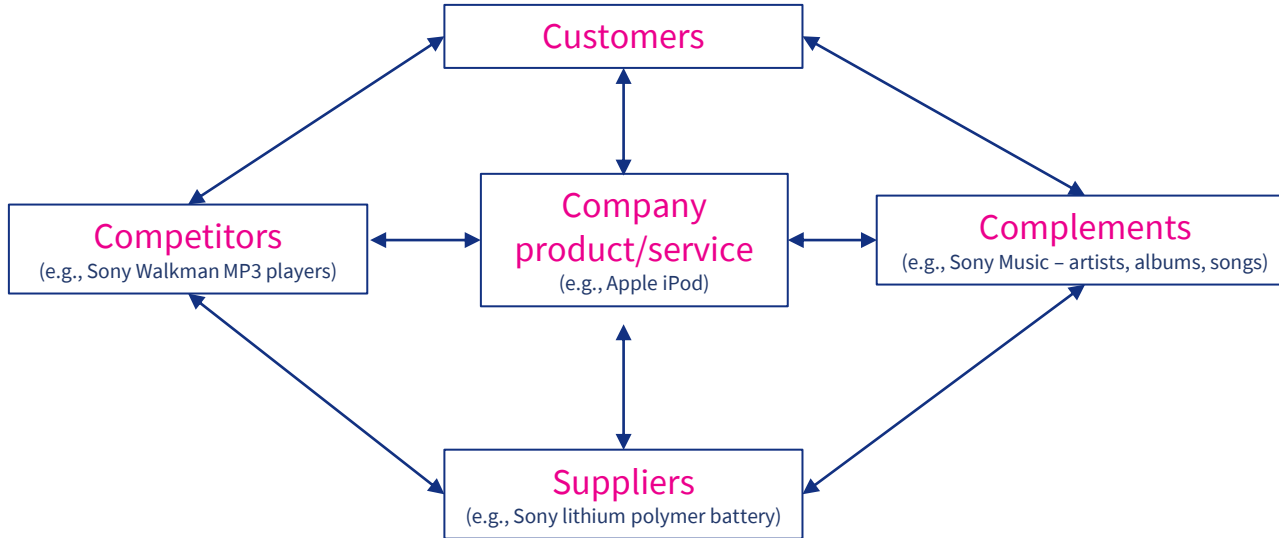 Customers
Competitors
(e.g., Sony Walkman MP3 players)
Company
product/service
(e.g., Apple iPod)
Complements
(e.g., Sony Music – artists, albums, songs)
Suppliers
(e.g., Sony lithium polymer battery)